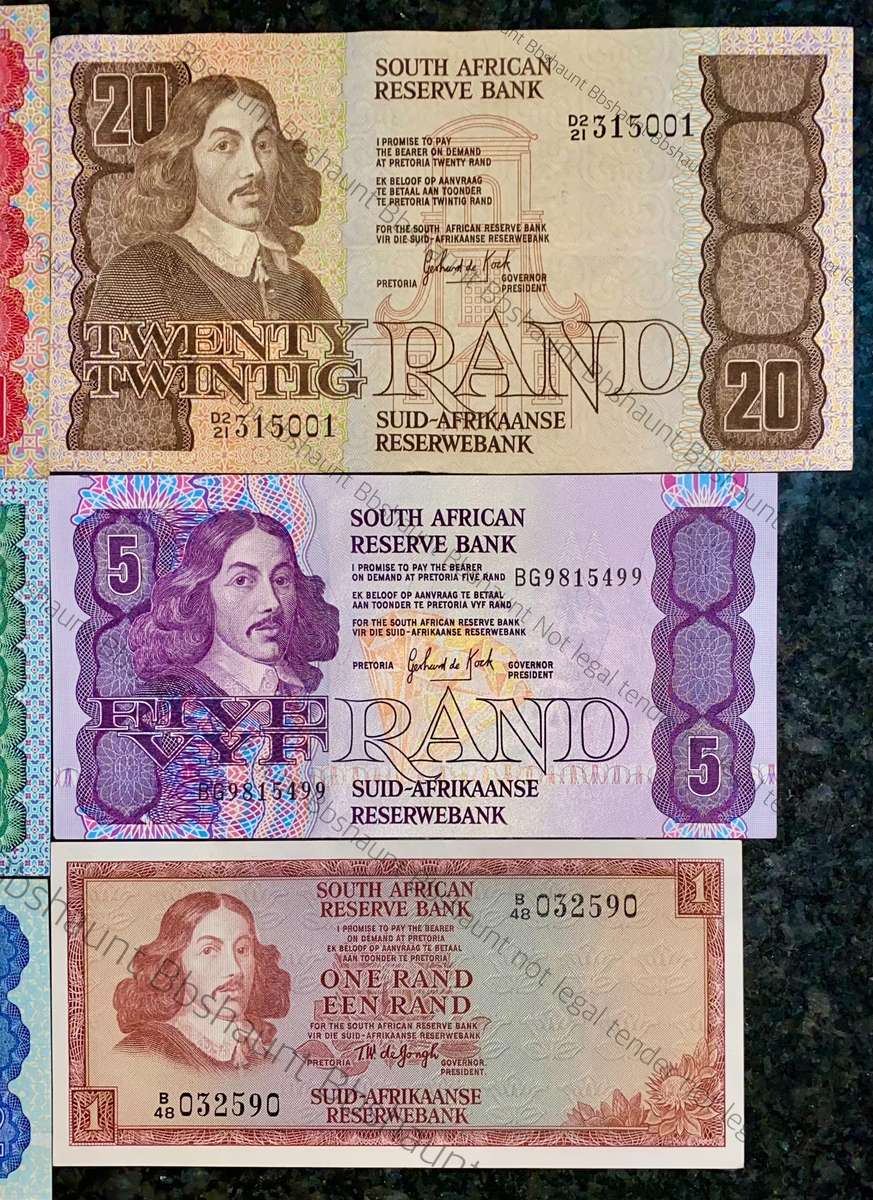 20
SOUTH AFRICAN
RESERVE BANK
D2
21 315001
I PROMISE TO PAY
THE BEARER ON DEMAND
AT PRETORIA TWENTY RAND
EK BELOOF OP AANVRAAG
TE BETAAL AAN TOONDER
TE PRETORIA TWINTIG RAND
FOR THE SOUTH AFRICAN RESERVE BANK
VIR DIE SUID-AFRIKAANSE RESERWEBANK
Gerhard de Kock
PRETORIA GOVERNOR
PRESIDENT
TWENTY
TWINTIG RAND
D2
21 315001
SUID-AFRIKAANSE
RESERWEBANK
20
5
SOUTH AFRICAN
RESERVE BANK
I PROMISE TO PAY THE BEARER
ON DEMAND AT PRETORIA FIVE RAND BG9815499
EK BELOOF OP AANVRAAG TE BETAAL
AAN TOONDER TE PRETORIA VYF RAND
FOR THE SOUTH AFRICAN RESERVE BANK
VIR DIE SUID-AFRIKAANSE RESERWEBANK
Gerhard de Kock
PRETORIA GOVERNOR
PRESIDENT
FIVE
VYF RAND
BG9815499
SUID-AFRIKAANSE
RESERWEBANK
5
1
SOUTH AFRICAN
RESERVE BANK
B
48 032590
I PROMISE TO PAY THE BEARER
ON DEMAND AT PRETORIA
EK BELOOF OP AANVRAAG TE BETAAL
AAN TOONDER TE PRETORIA
ONE RAND
EEN RAND
FOR THE SOUTH AFRICAN RESERVE BANK
VIR DIE SUID-AFRIKAANSE RESERWEBANK
T.W. de Jongh
PRETORIA GOVERNOR.
PRESIDENT.
B
48 032590
SUID-AFRIKAANSE
RESERWEBANK
1
Bbshaunt Bbshaunt Not legal tender
Bbshaunt Bbshaunt not legal tender